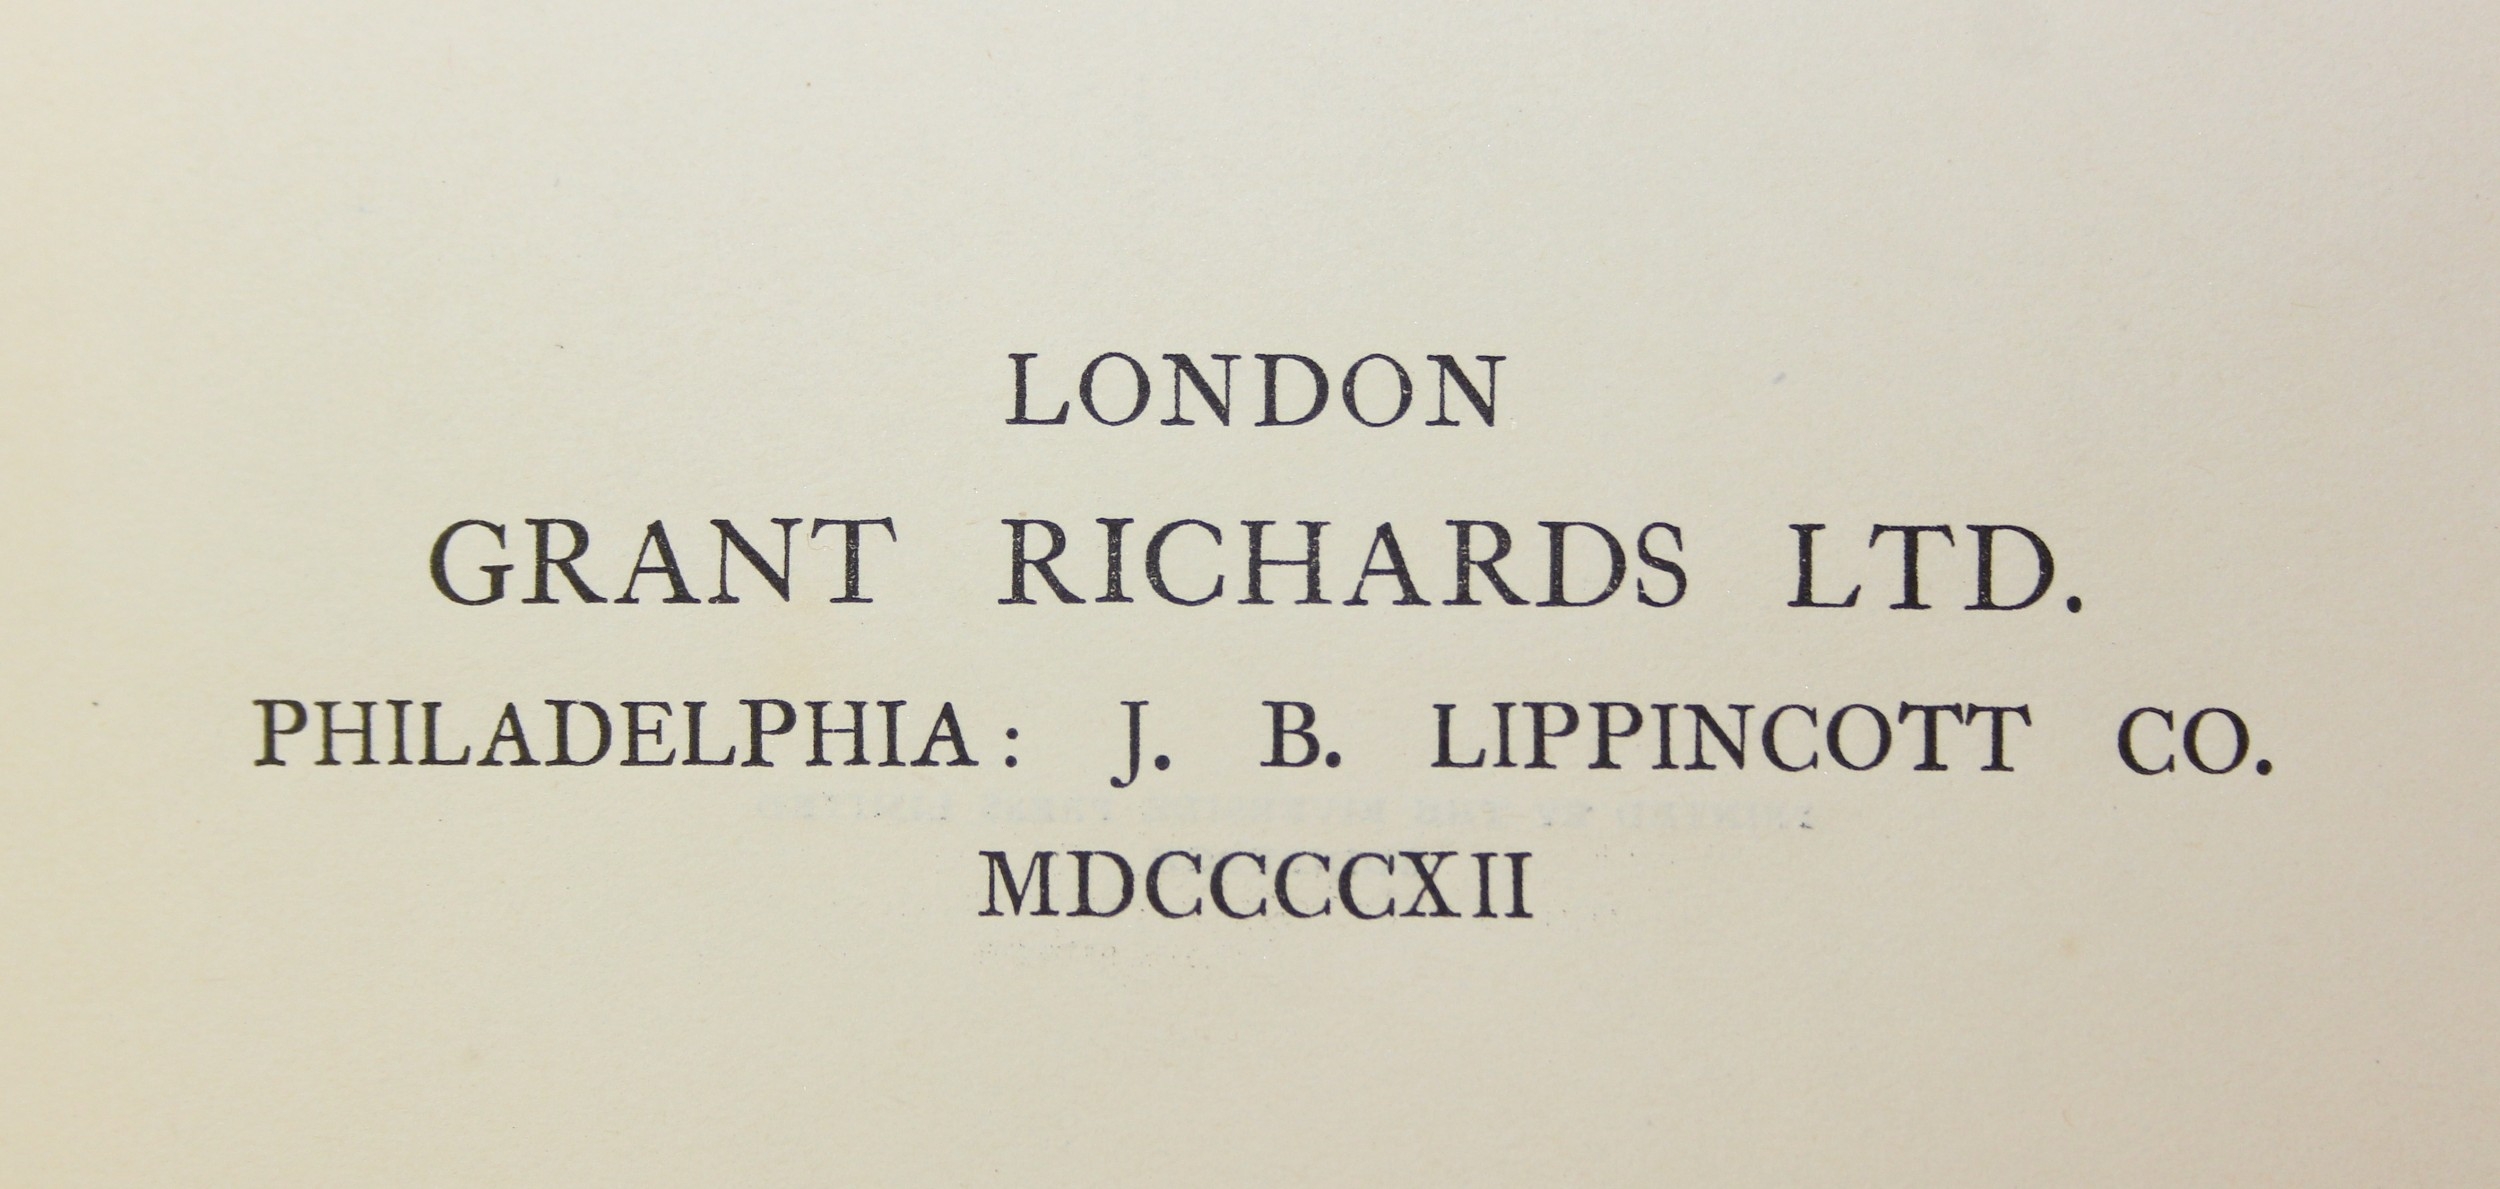 LONDON
GRANT RICHARDS LTD.
PHILADELPHIA: J. B. LIPPINCOTT CO.
MDCCCCXII